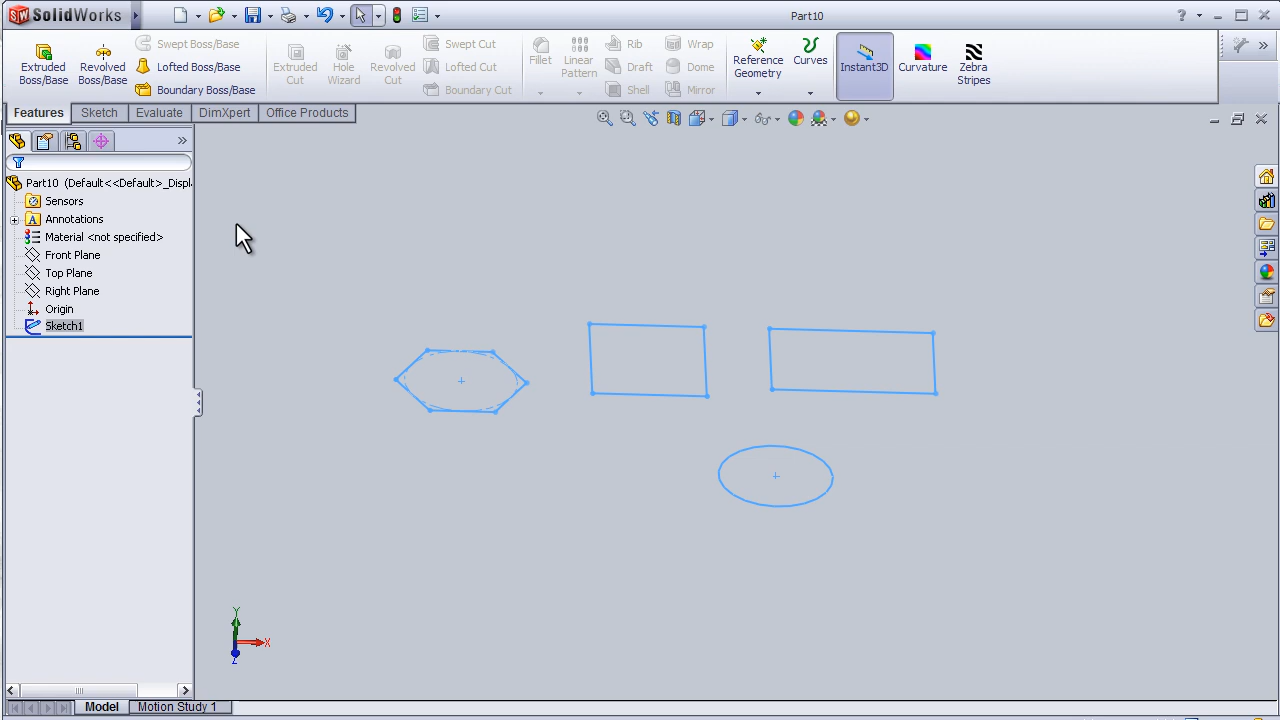 SolidWorks
Part10
Extruded Boss/Base
Revolved Boss/Base
Swept Boss/Base
Lofted Boss/Base
Boundary Boss/Base
Extruded Cut
Hole Wizard
Revolved Cut
Swept Cut
Lofted Cut
Boundary Cut
Fillet
Linear Pattern
Rib
Draft
Shell
Wrap
Dome
Mirror
Reference Geometry
Curves
Instant3D
Curvature
Zebra Stripes
Features
Sketch
Evaluate
DimXpert
Office Products
Part10 (Default<<Default>_Displ
Sensors
Annotations
Material <not specified>
Front Plane
Top Plane
Right Plane
Origin
Sketch1
Y
X
Z
Model
Motion Study 1